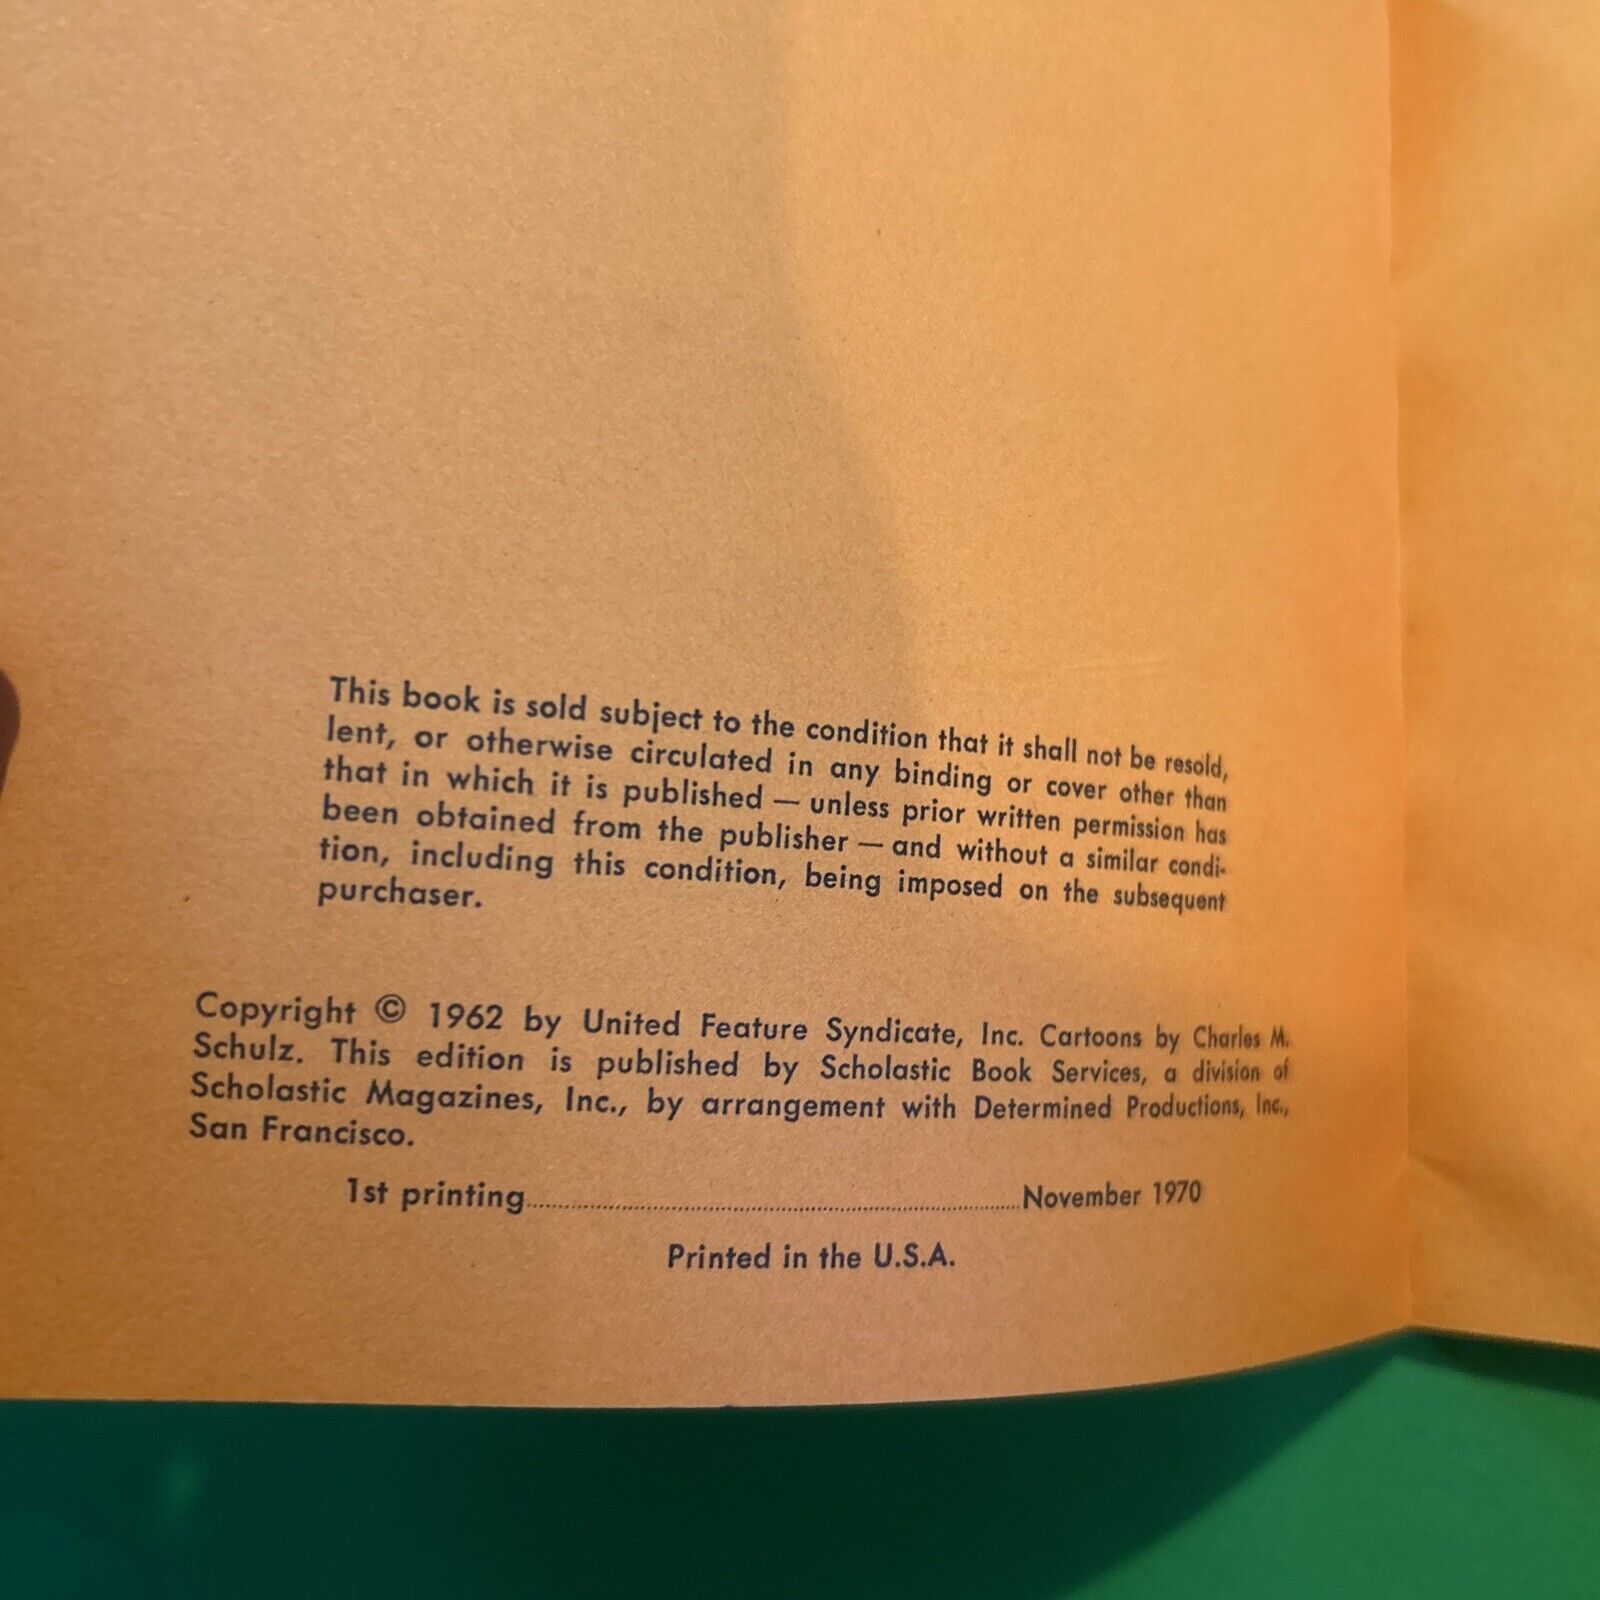 This book is sold subject to the condition that it shall not be resold,
lent, or otherwise circulated in any binding or cover other than
that in which it is published — unless prior written permission has
been obtained from the publisher — and without a similar condi-
tion, including this condition, being imposed on the subsequent
purchaser.
Copyright © 1962 by United Feature Syndicate, Inc. Cartoons by Charles M.
Schulz. This edition is published by Scholastic Book Services, a division of
Scholastic Magazines, Inc., by arrangement with Determined Productions, Inc.,
San Francisco.
1st printing........................................November 1970
Printed in the U.S.A.